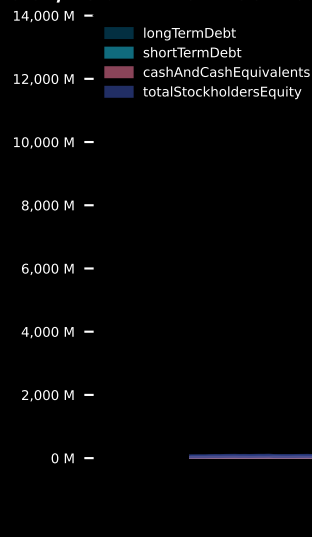 14,000 M
longTermDebt
shortTermDebt
12,000 M
cashAndCashEquivalents
totalStockholdersEquity
10,000 M
8,000 M
6,000 M
4,000 M
2,000 M
0 M